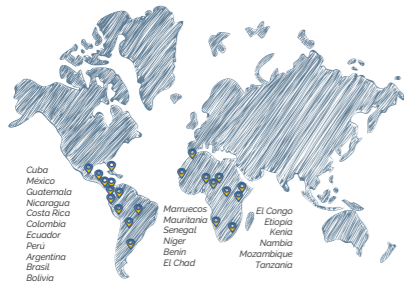 Cuba
México
Guatemala
Nicaragua
Costa Rica
Colombia
Ecuador
Perú
Argentina
Brasil
Bolivia
Marruecos
Mauritania
Senegal
Niger
Benin
El Chad
El Congo
Etiopia
Kenia
Nambia
Mozambique
Tanzania